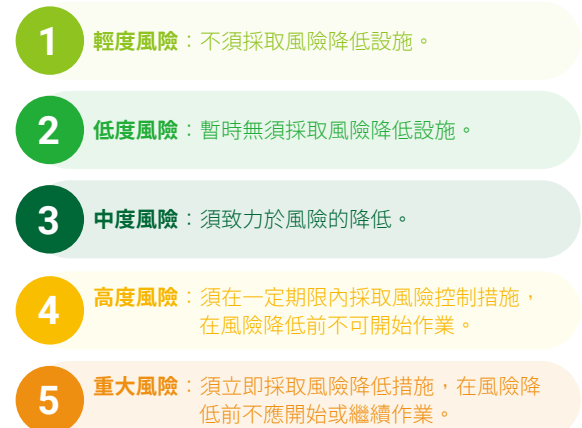 1 輕度風險：不須採取風險降低設施。
2 低度風險：暫時無須採取風險降低設施。
3 中度風險：須致力於風險的降低。
4 高度風險：須在一定期限內採取風險控制措施，
在風險降低前不可開始作業。
5 重大風險：須立即採取風險降低措施，在風險降
低前不應開始或繼續作業。